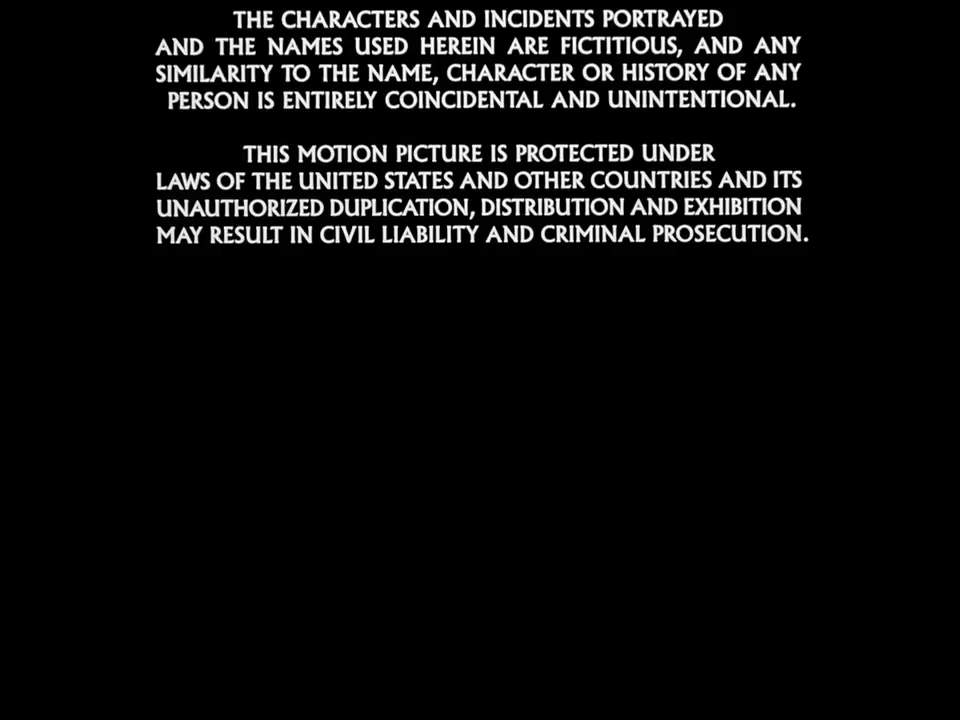 THE CHARACTERS AND INCIDENTS PORTRAYED
AND THE NAMES USED HEREIN ARE FICTITIOUS, AND ANY
SIMILARITY TO THE NAME, CHARACTER OR HISTORY OF ANY
PERSON IS ENTIRELY COINCIDENTAL AND UNINTENTIONAL.
THIS MOTION PICTURE IS PROTECTED UNDER
LAWS OF THE UNITED STATES AND OTHER COUNTRIES AND ITS
UNAUTHORIZED DUPLICATION, DISTRIBUTION AND EXHIBITION
MAY RESULT IN CIVIL LIABILITY AND CRIMINAL PROSECUTION.